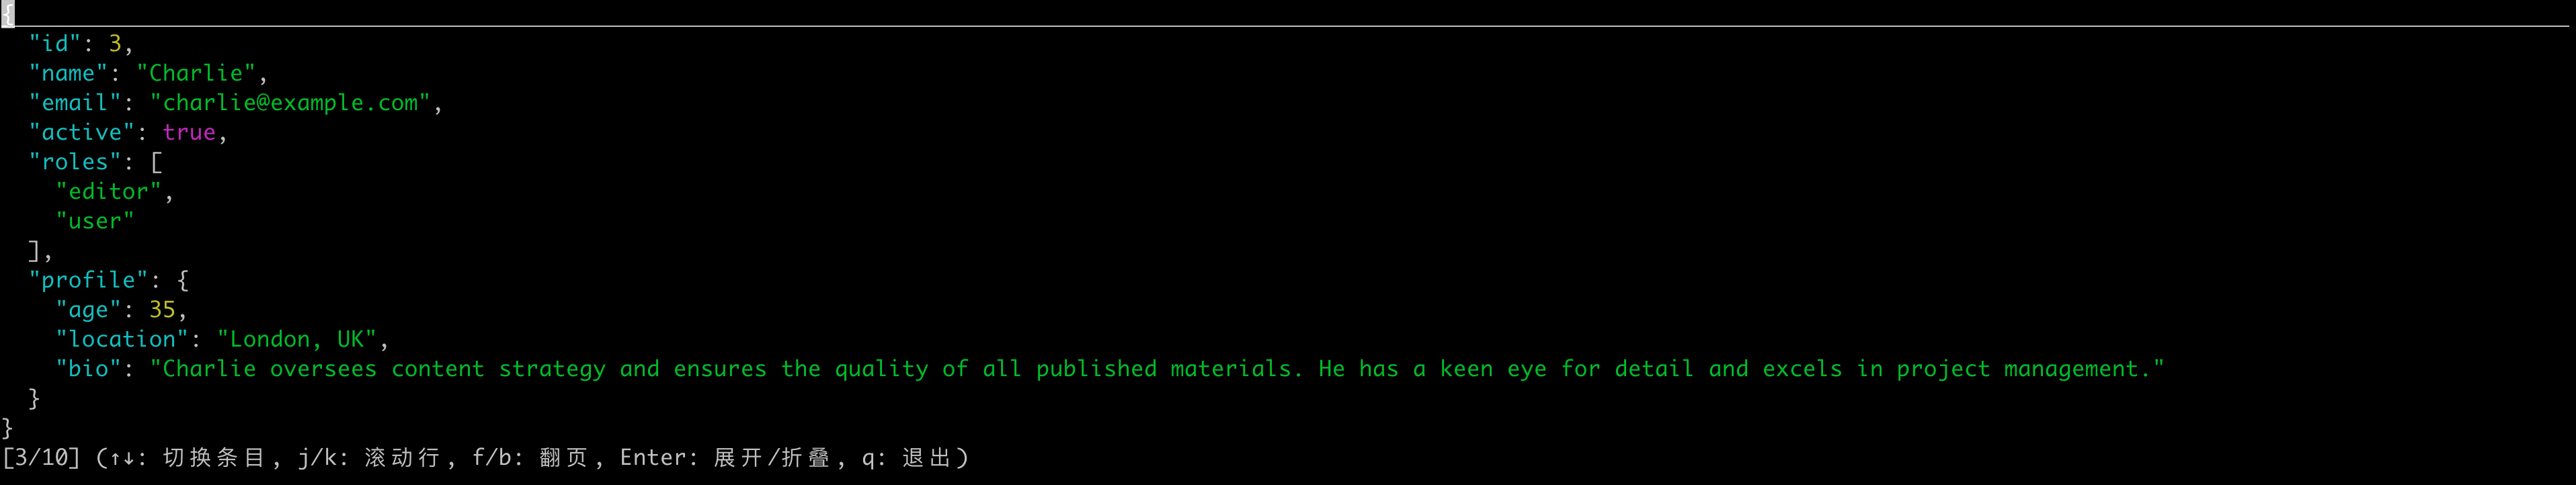 {
  "id": 3,
  "name": "Charlie",
  "email": "charlie@example.com",
  "active": true,
  "roles": [
    "editor",
    "user"
  ],
  "profile": {
    "age": 35,
    "location": "London, UK",
    "bio": "Charlie oversees content strategy and ensures the quality of all published materials. He has a keen eye for detail and excels in project management."
  }
}
[3/10] (↑↓: 切换条目, j/k: 滚动行, f/b: 翻页, Enter: 展开/折叠, q: 退出)